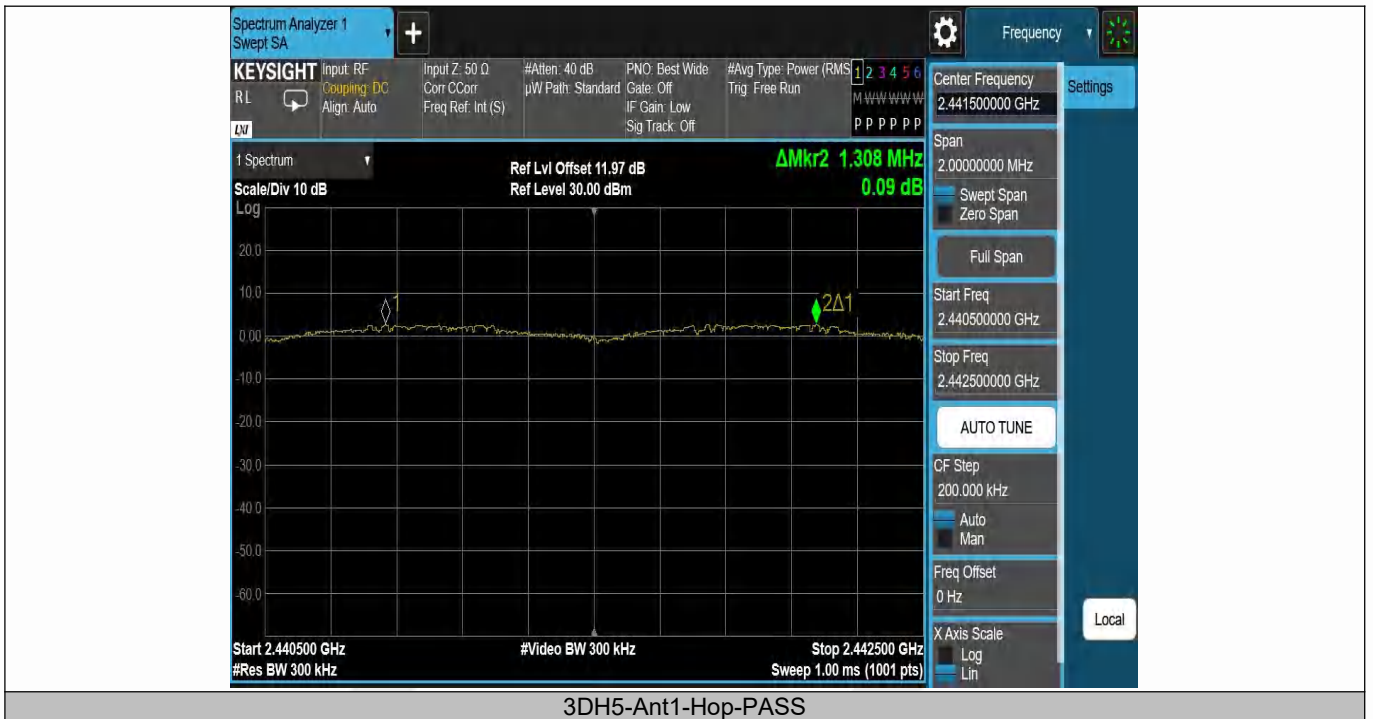 Spectrum Analyzer 1
Swept SA
+
Frequency
KEYSIGHT
RL
LXI
Input: RF
Coupling: DC
Align: Auto
Input Z: 50 Ω
Corr CCorr
Freq Ref: Int (S)
#Atten: 40 dB
µW Path: Standard
PNO: Best Wide
Gate: Off
IF Gain: Low
Sig Track: Off
#Avg Type: Power (RMS
Trig: Free Run
1 2 3 4 5 6
M W W W W W
P P P P P P
Center Frequency
2.441500000 GHz
Settings
Span
2.00000000 MHz
Swept Span
Zero Span
Full Span
Start Freq
2.440500000 GHz
Stop Freq
2.442500000 GHz
AUTO TUNE
CF Step
200.000 kHz
Auto
Man
Freq Offset
0 Hz
X Axis Scale
Log
Lin
Local
1 Spectrum
Ref Lvl Offset 11.97 dB
ΔMkr2 1.308 MHz
Scale/Div 10 dB
Ref Level 30.00 dBm
0.09 dB
Log
20.0
10.0
1
2Δ1
0.00
-10.0
-20.0
-30.0
-40.0
-50.0
-60.0
Start 2.440500 GHz
#Video BW 300 kHz
Stop 2.442500 GHz
#Res BW 300 kHz
Sweep 1.00 ms (1001 pts)
3DH5-Ant1-Hop-PASS